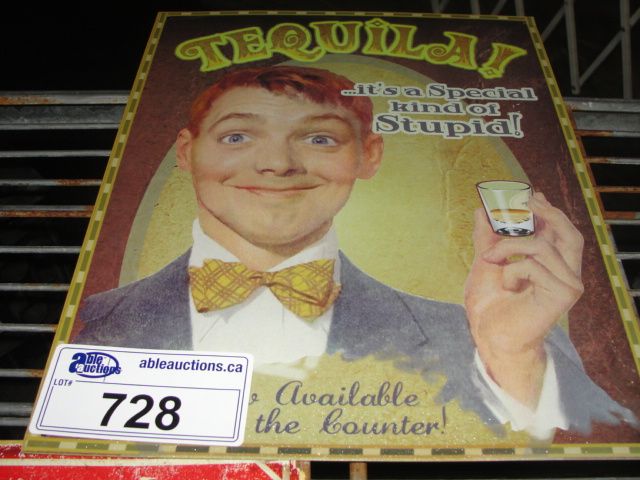 TEQUILA!
...it's a Special
kind of
Stupid!
able
auctions
ableauctions.ca
LOT#
728
Available
the Counter!